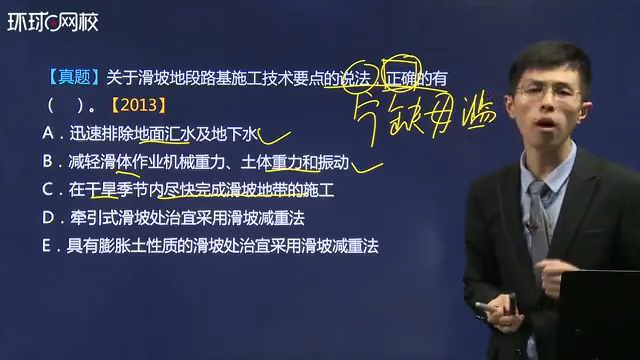 环球网校
【真题】关于滑坡地段路基施工技术要点的说法，正确的有
（ ）。【2013】
宁缺毋滥
A．迅速排除地面汇水及地下水
B．减轻滑体作业机械重力、土体重力和振动
C．在干旱季节内尽快完成滑坡地带的施工
D．牵引式滑坡处治宜采用滑坡减重法
E．具有膨胀土性质的滑坡处治宜采用滑坡减重法